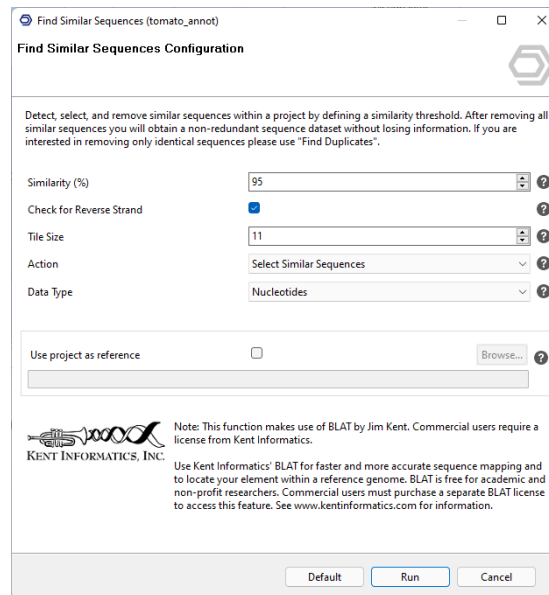 Find Similar Sequences (tomato_annot)
Find Similar Sequences Configuration
Detect, select, and remove similar sequences within a project by defining a similarity threshold. After removing all
similar sequences you will obtain a non-redundant sequence dataset without losing information. If you are
interested in removing only identical sequences please use "Find Duplicates".
Similarity (%) 95
Check for Reverse Strand
Tile Size 11
Action Select Similar Sequences
Data Type Nucleotides
Use project as reference Browse...
KENT INFORMATICS, INC.
Note: This function makes use of BLAT by Jim Kent. Commercial users require a
license from Kent Informatics.
Use Kent Informatics' BLAT for faster and more accurate sequence mapping and
to locate your element within a reference genome. BLAT is free for academic and
non-profit researchers. Commercial users must purchase a separate BLAT license
to access this feature. See www.kentinformatics.com for information.
Default Run Cancel